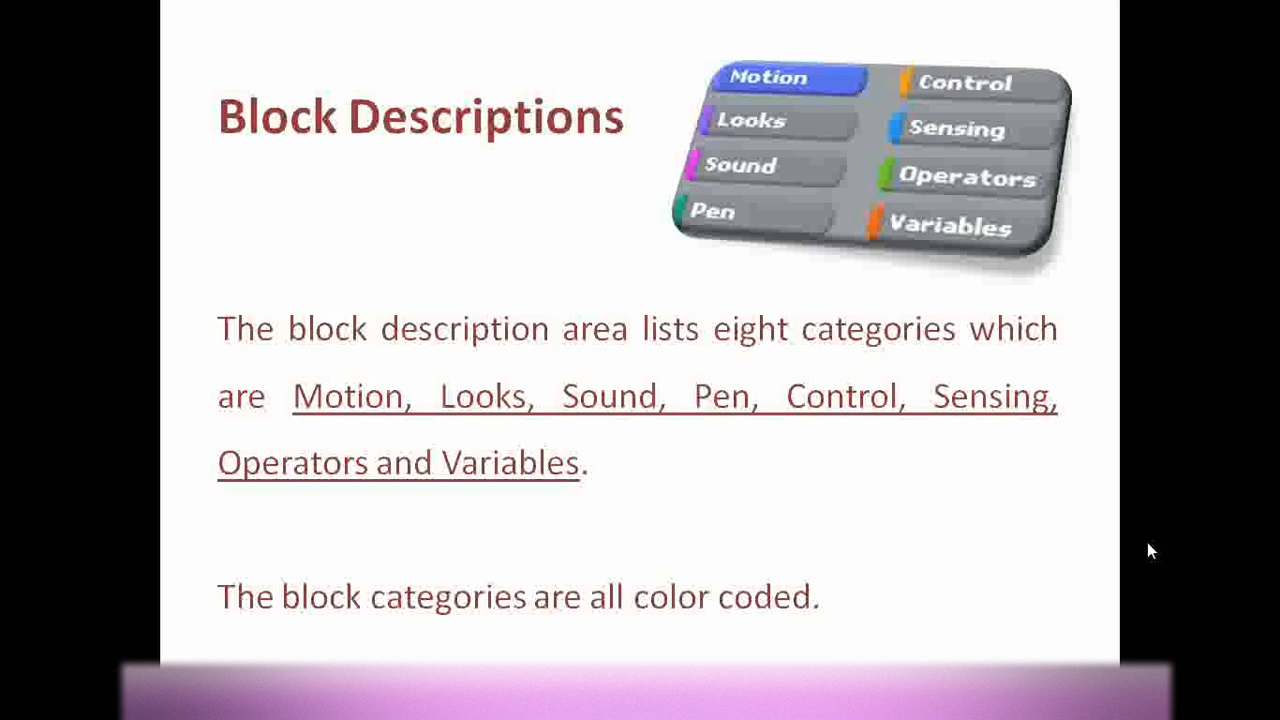 Block Descriptions
Motion
Control
Looks
Sensing
Sound
Operators
Pen
Variables
The block description area lists eight categories which
are Motion, Looks, Sound, Pen, Control, Sensing,
Operators and Variables.
The block categories are all color coded.